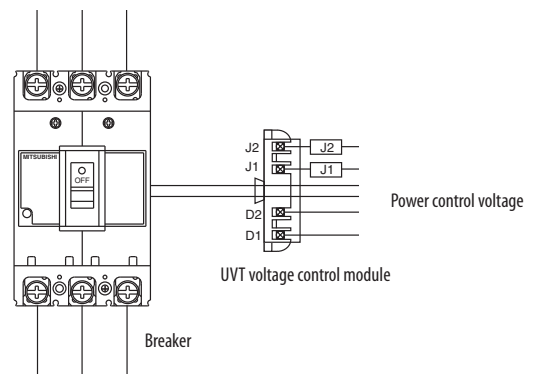 MITSUBISHI
OFF
J2
J2
J1
J1
D2
D1
Power control voltage
UVT voltage control module
Breaker